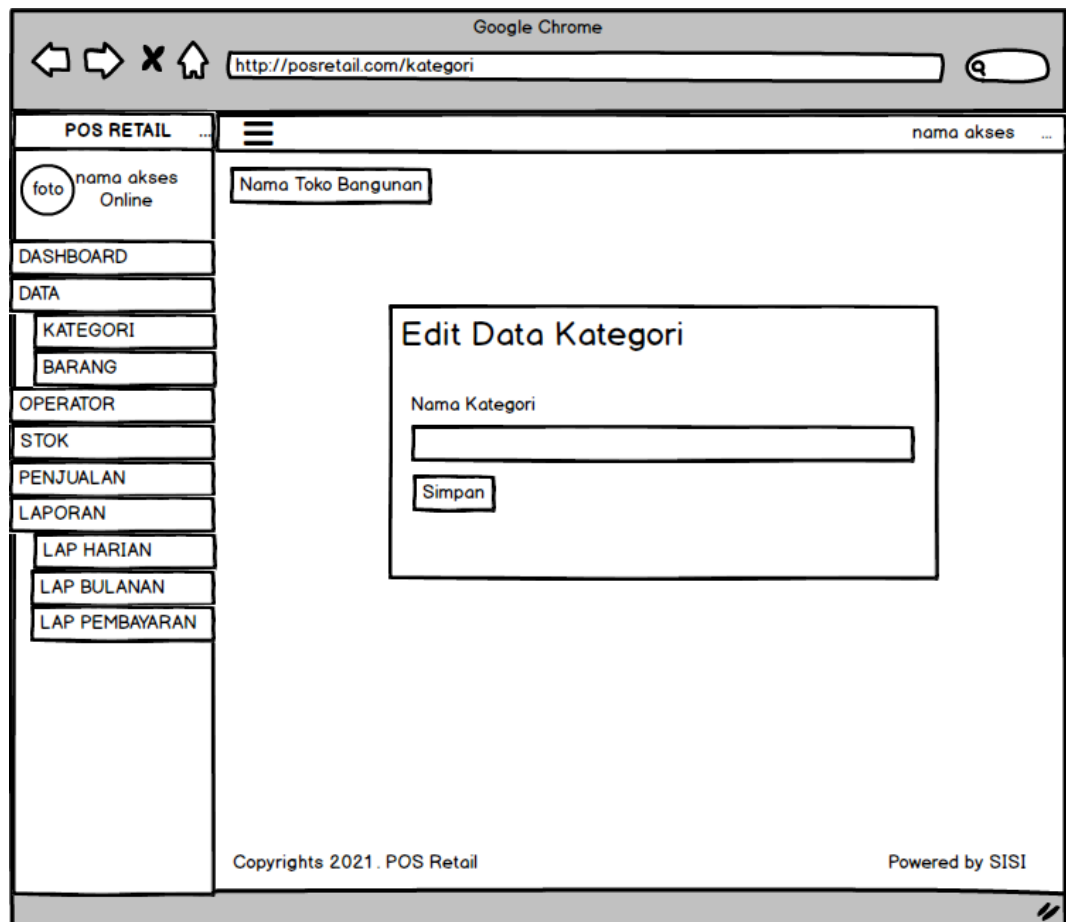 Google Chrome
http://posretail.com/kategori
POS RETAIL ...
nama akses ...
foto
nama akses
Online
Nama Toko Bangunan
DASHBOARD
DATA
KATEGORI
BARANG
OPERATOR
STOK
PENJUALAN
LAPORAN
LAP HARIAN
LAP BULANAN
LAP PEMBAYARAN
Edit Data Kategori
Nama Kategori
Simpan
Copyrights 2021 . POS Retail
Powered by SISI